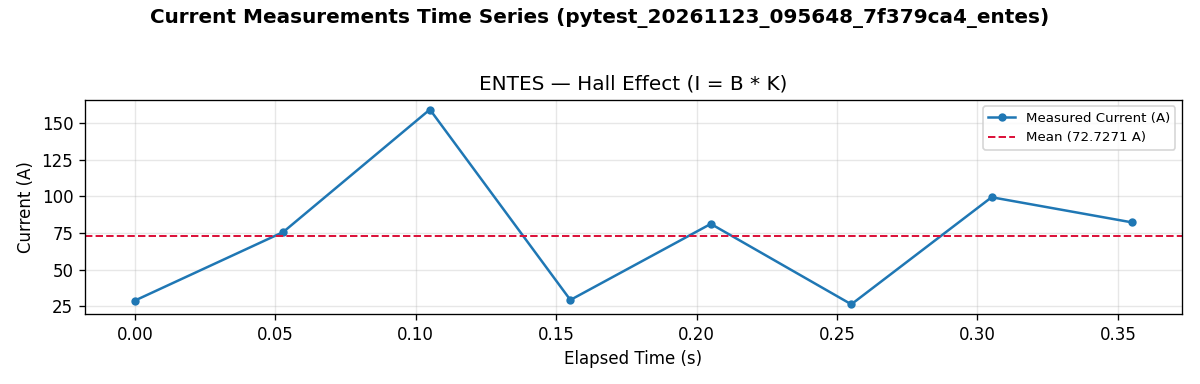 Current Measurements Time Series (pytest_20261123_095648_7f379ca4_entes)
ENTES — Hall Effect (I = B * K)
Current (A)
150
125
100
75
50
25
Measured Current (A)
Mean (72.7271 A)
0.00 0.05 0.10 0.15 0.20 0.25 0.30 0.35
Elapsed Time (s)